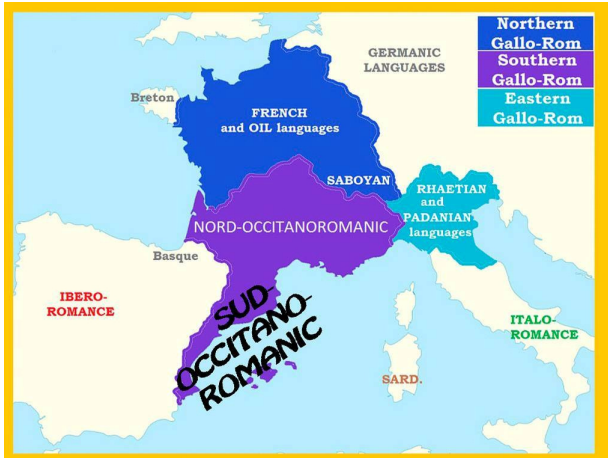 Northern
Gallo-Rom
Southern
Gallo-Rom
Eastern
Gallo-Rom
GERMANIC
LANGUAGES
Breton
FRENCH
and OIL languages
SABOYAN
RHAETIAN
and
PADANIAN
languages
NORD-OCCITANOROMANIC
Basque
IBERO-
ROMANCE
SUD-
OCCITANO-
ROMANIC
ITALO-
ROMANCE
SARD.